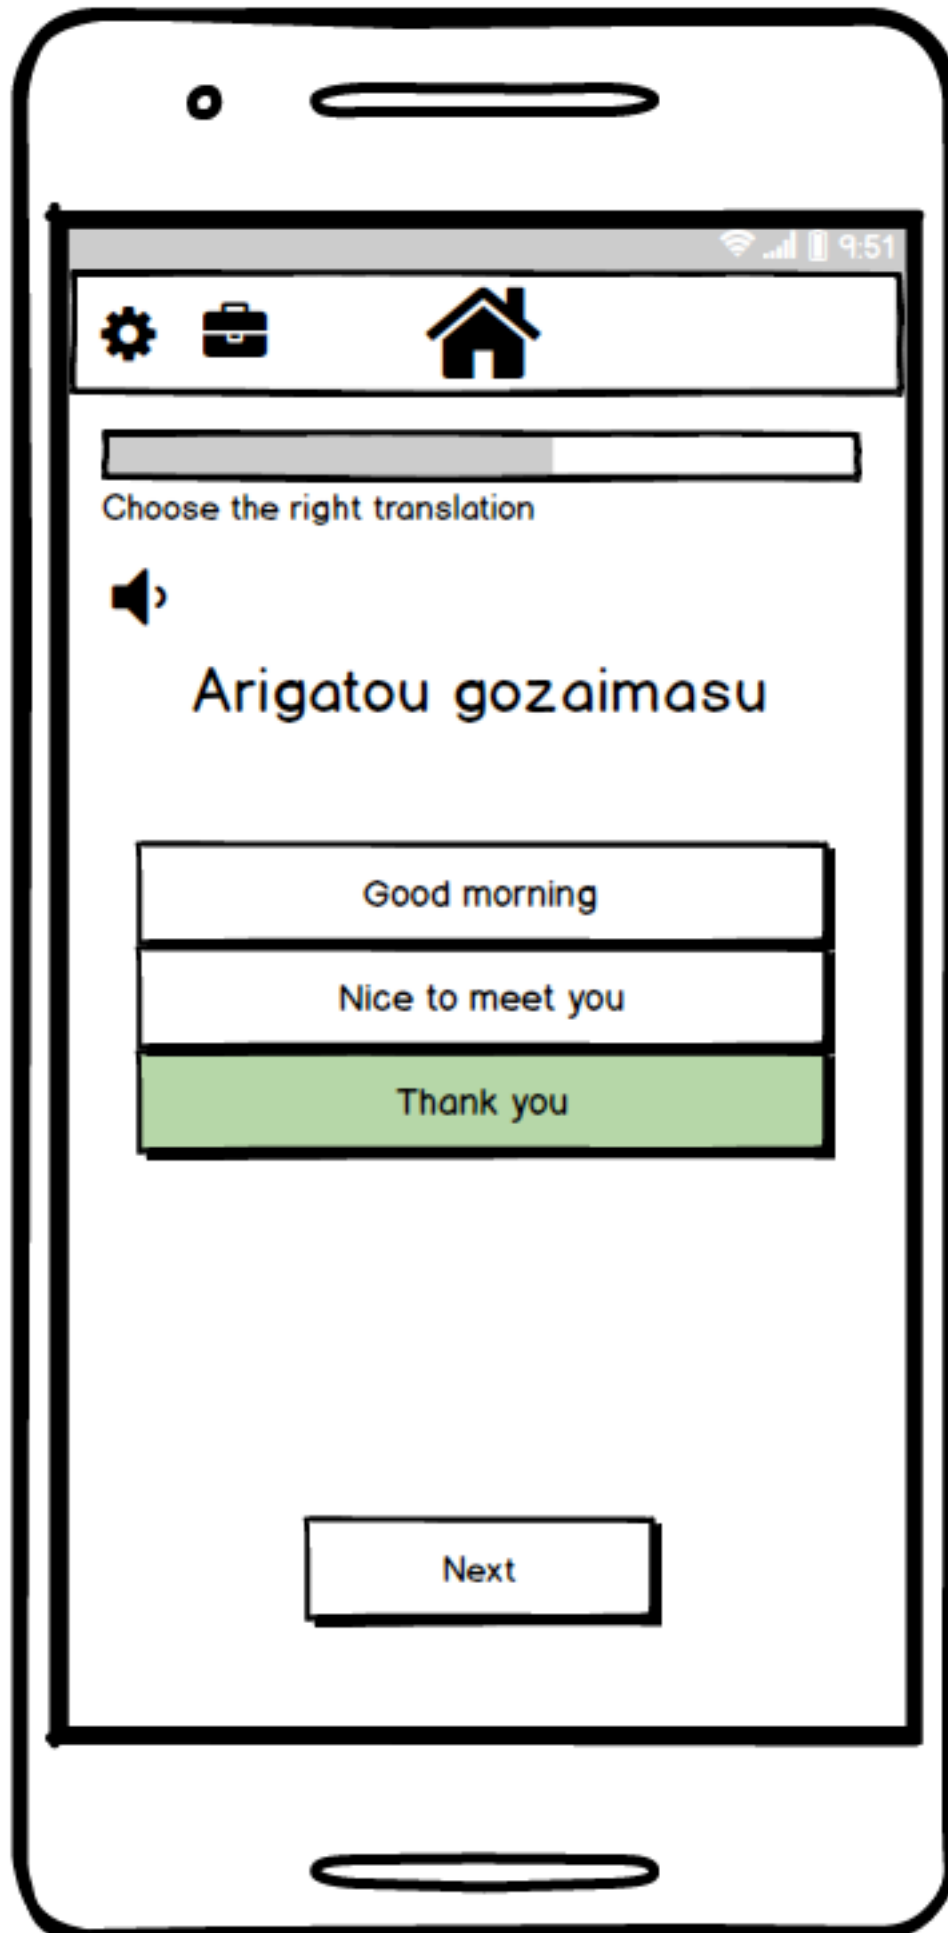 9:51
Choose the right translation
Arigatou gozaimasu
Good morning
Nice to meet you
Thank you
Next